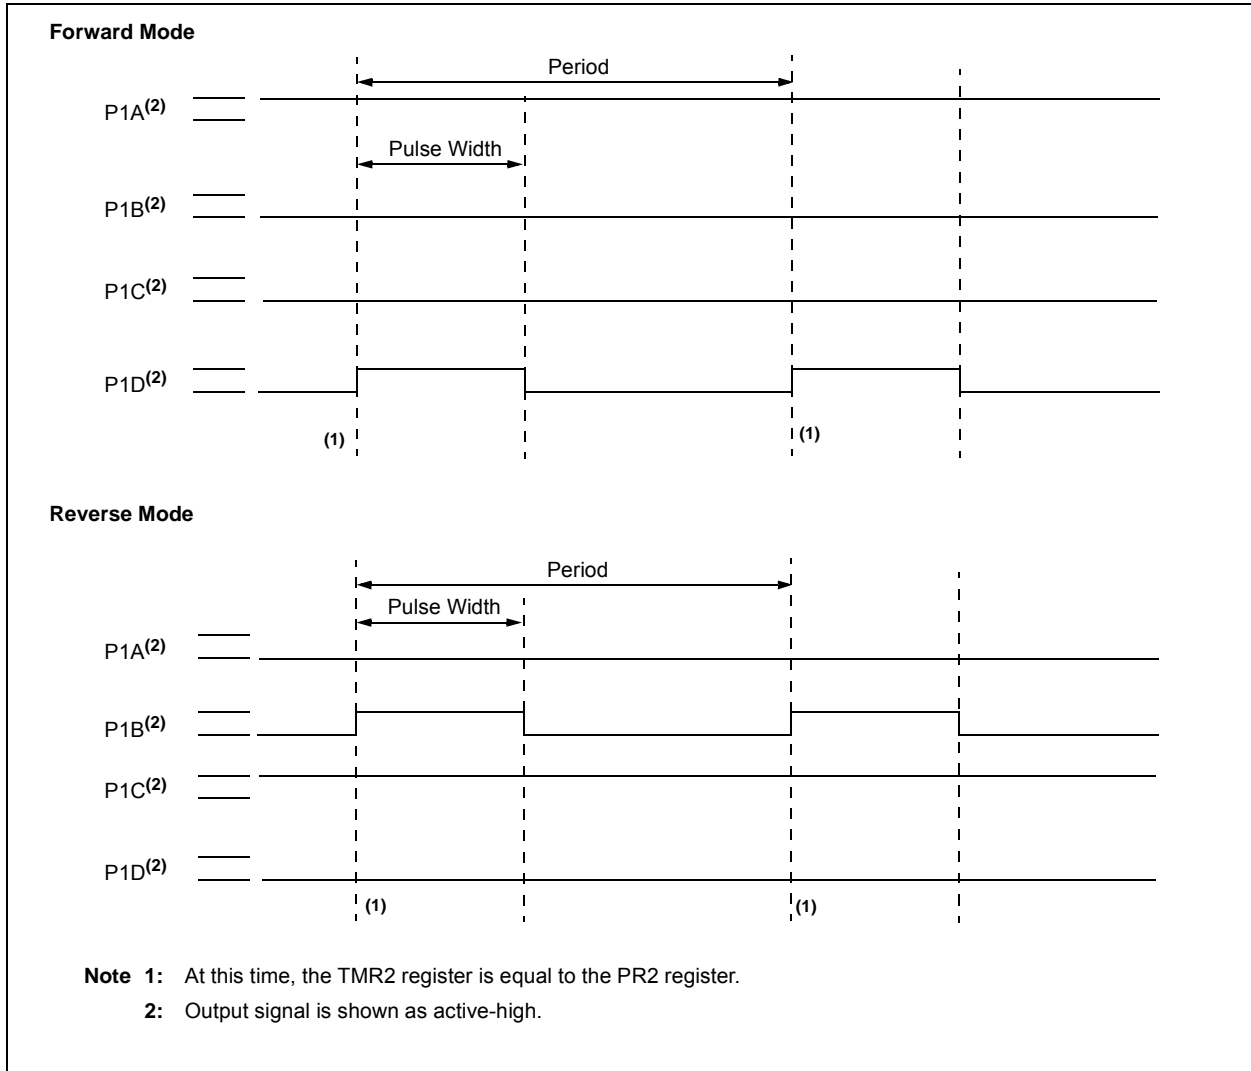 Forward Mode
Period
P1A(2)
Pulse Width
P1B(2)
P1C(2)
P1D(2)
(1)
(1)
Reverse Mode
Period
Pulse Width
P1A(2)
P1B(2)
P1C(2)
P1D(2)
(1)
(1)
Note 1: At this time, the TMR2 register is equal to the PR2 register.
2: Output signal is shown as active-high.